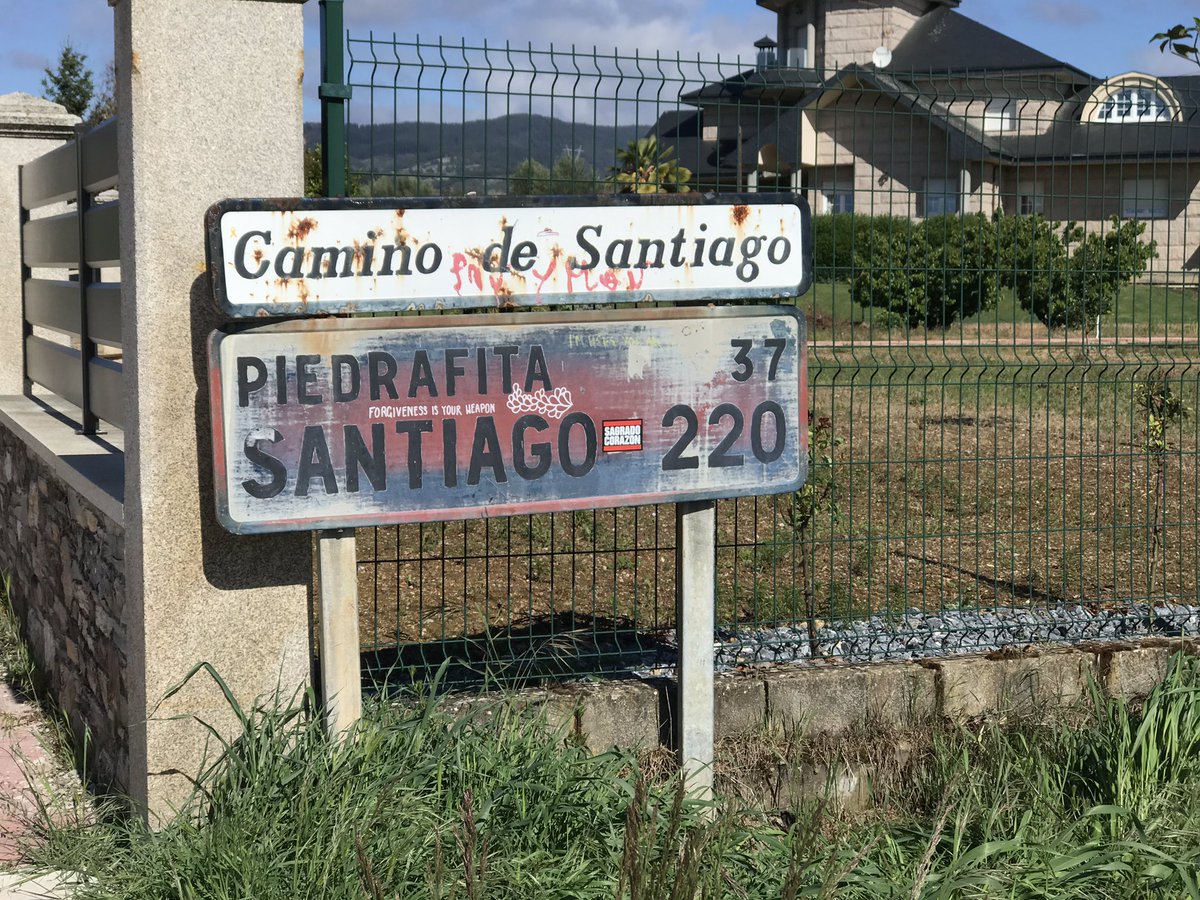 Camino de Santiago
PIEDRAFITA 37
FORGIVENESS IS YOUR WEAPON
SANTIAGO 220
SAGRADO
CORAZON